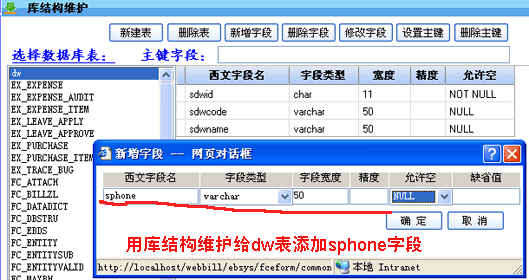 库结构维护
新建表 删除表 新增字段 删除字段 修改字段 设置主键 删除主键
选择数据库表: 主键字段:
dw
EX_EXPENSE
EX_EXPENSE_AUDIT
EX_EXPENSE_ITEM
EX_LEAVE_APPLY
EX_LEAVE_APPROVE
EX_PURCHASE
EX_PURCHASE_ITEM
EX_TRACE_BUG
FC_ATTACH
FC_BILLZL
FC_DATADICT
FC_DBSTRU
FC_EBDS
FC_ENTITY
FC_ENTITYSUB
FC_ENTITYVALID
西文字段名 字段类型 宽度 精度 允许空
sdwid char 11 NOT NULL
sdwcode varchar 50 NULL
sdwname varchar 50 NULL
新增字段 -- 网页对话框
西文字段名 字段类型 字段宽度 精度 允许空 缺省值
sphone varchar 50 NULL
确 定 取 消
用库结构维护给dw表添加sphone字段
http://localhost/webbill/ebsys/fceform/common 本地 Intranet